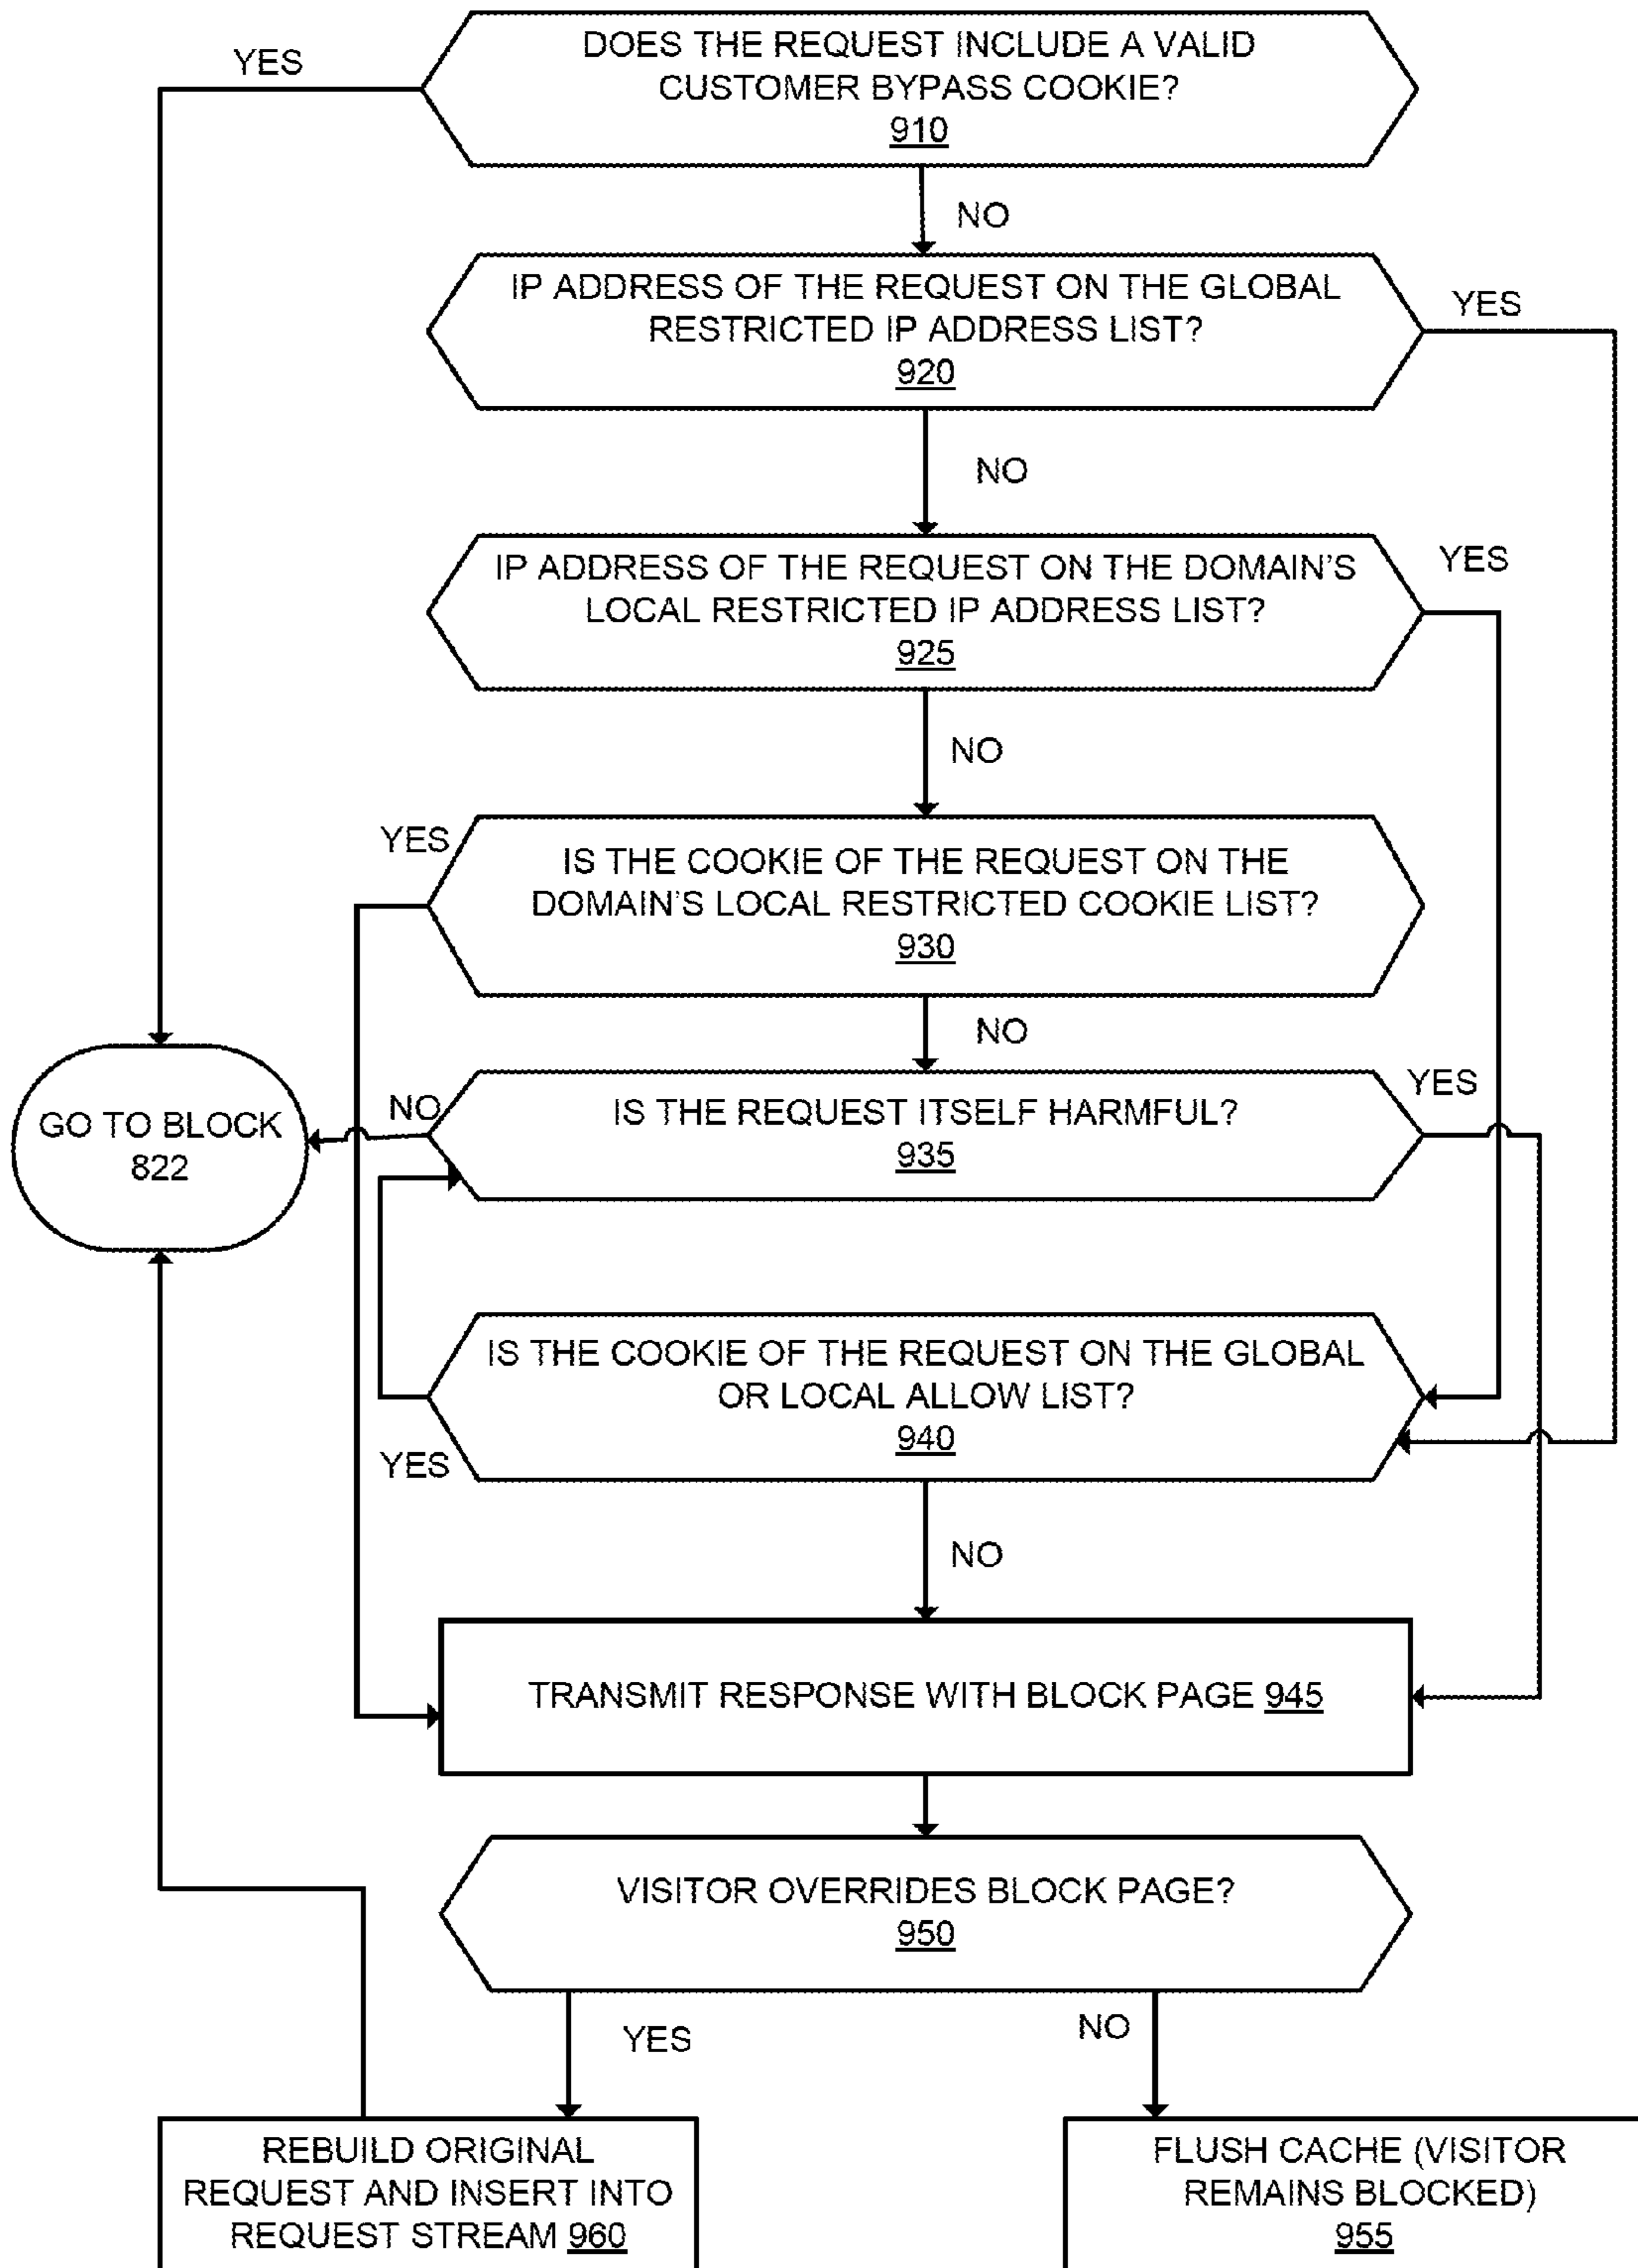 YES
DOES THE REQUEST INCLUDE A VALID
CUSTOMER BYPASS COOKIE?
910
NO
IP ADDRESS OF THE REQUEST ON THE GLOBAL
RESTRICTED IP ADDRESS LIST?
920
YES
NO
IP ADDRESS OF THE REQUEST ON THE DOMAIN'S
LOCAL RESTRICTED IP ADDRESS LIST?
925
YES
NO
YES
IS THE COOKIE OF THE REQUEST ON THE
DOMAIN'S LOCAL RESTRICTED COOKIE LIST?
930
NO
GO TO BLOCK
822
NO
IS THE REQUEST ITSELF HARMFUL?
935
YES
IS THE COOKIE OF THE REQUEST ON THE GLOBAL
OR LOCAL ALLOW LIST?
940
YES
NO
TRANSMIT RESPONSE WITH BLOCK PAGE 945
VISITOR OVERRIDES BLOCK PAGE?
950
YES
NO
REBUILD ORIGINAL
REQUEST AND INSERT INTO
REQUEST STREAM 960
FLUSH CACHE (VISITOR
REMAINS BLOCKED)
955